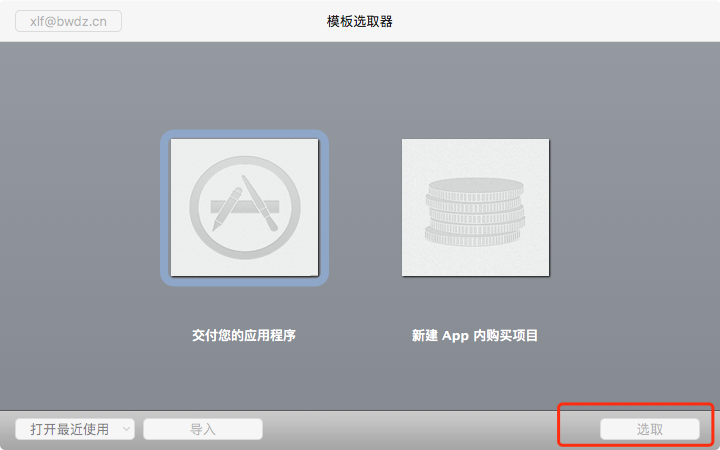 xlf@bwdz.cn
模板选取器
交付您的应用程序
新建 App 内购买项目
打开最近使用
导入
选取